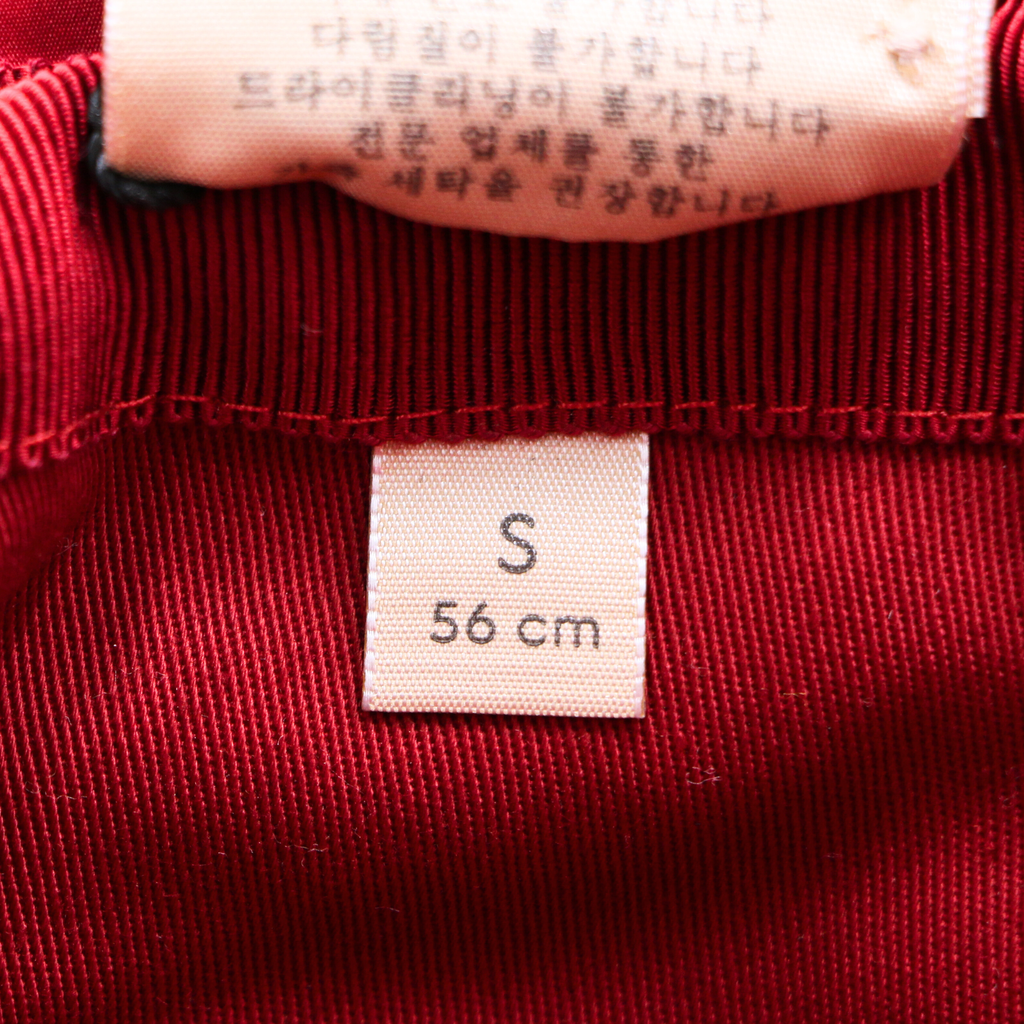 다림질이 불가합니다
드라이클리닝이 불가합니다
전문 업체를 통한
세탁을 권장합니다
S
56 cm